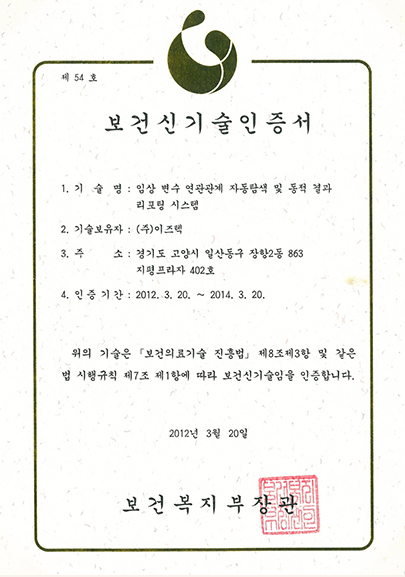 제 54 호
보건신기술인증서
1. 기 술 명 : 임상 변수 연관관계 자동탐색 및 동적 결과
리포팅 시스템
2. 기술보유자 : (주)이즈텍
3. 주 소 : 경기도 고양시 일산동구 장항2동 863
지평프라자 402호
4. 인증기간 : 2012. 3. 20. ~ 2014. 3. 20.
위의 기술은 「보건의료기술 진흥법」 제8조제3항 및 같은
법 시행규칙 제7조 제1항에 따라 보건신기술임을 인증합니다.
2012년 3월 20일
보건복지부장관